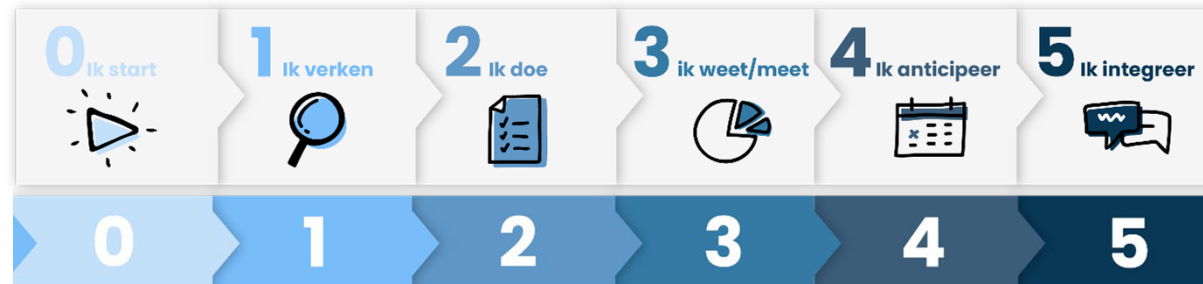 0 Ik start
1 Ik verken
2 Ik doe
3 ik weet/meet
4 Ik anticipeer
5 Ik integreer
0
1
2
3
4
5